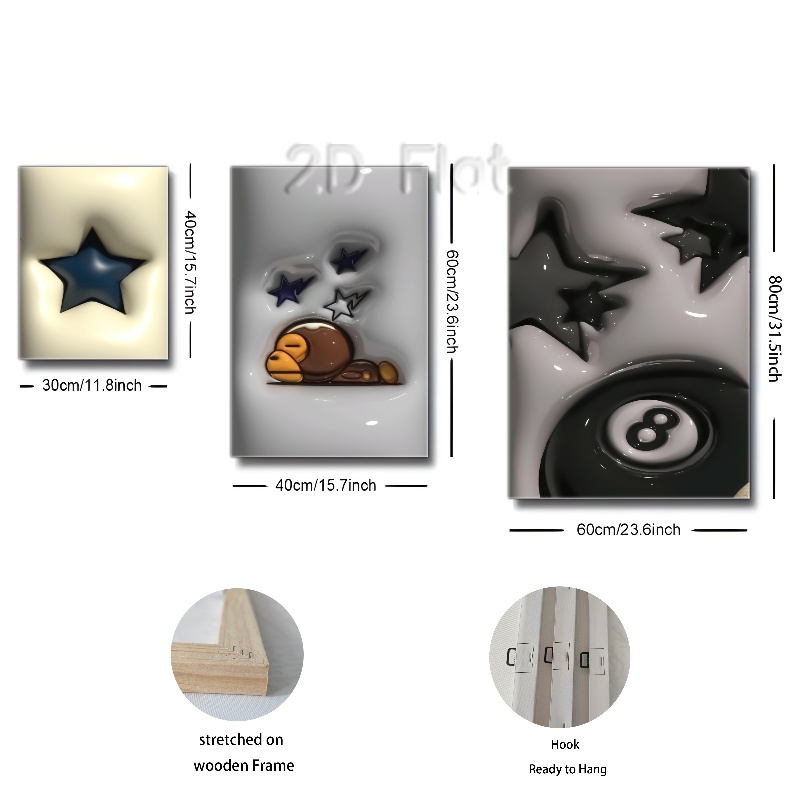 2D Flat
40cm/15.7inch
30cm/11.8inch
60cm/23.6inch
40cm/15.7inch
8
80cm/31.5inch
60cm/23.6inch
stretched on
wooden Frame
Hook
Ready to Hang